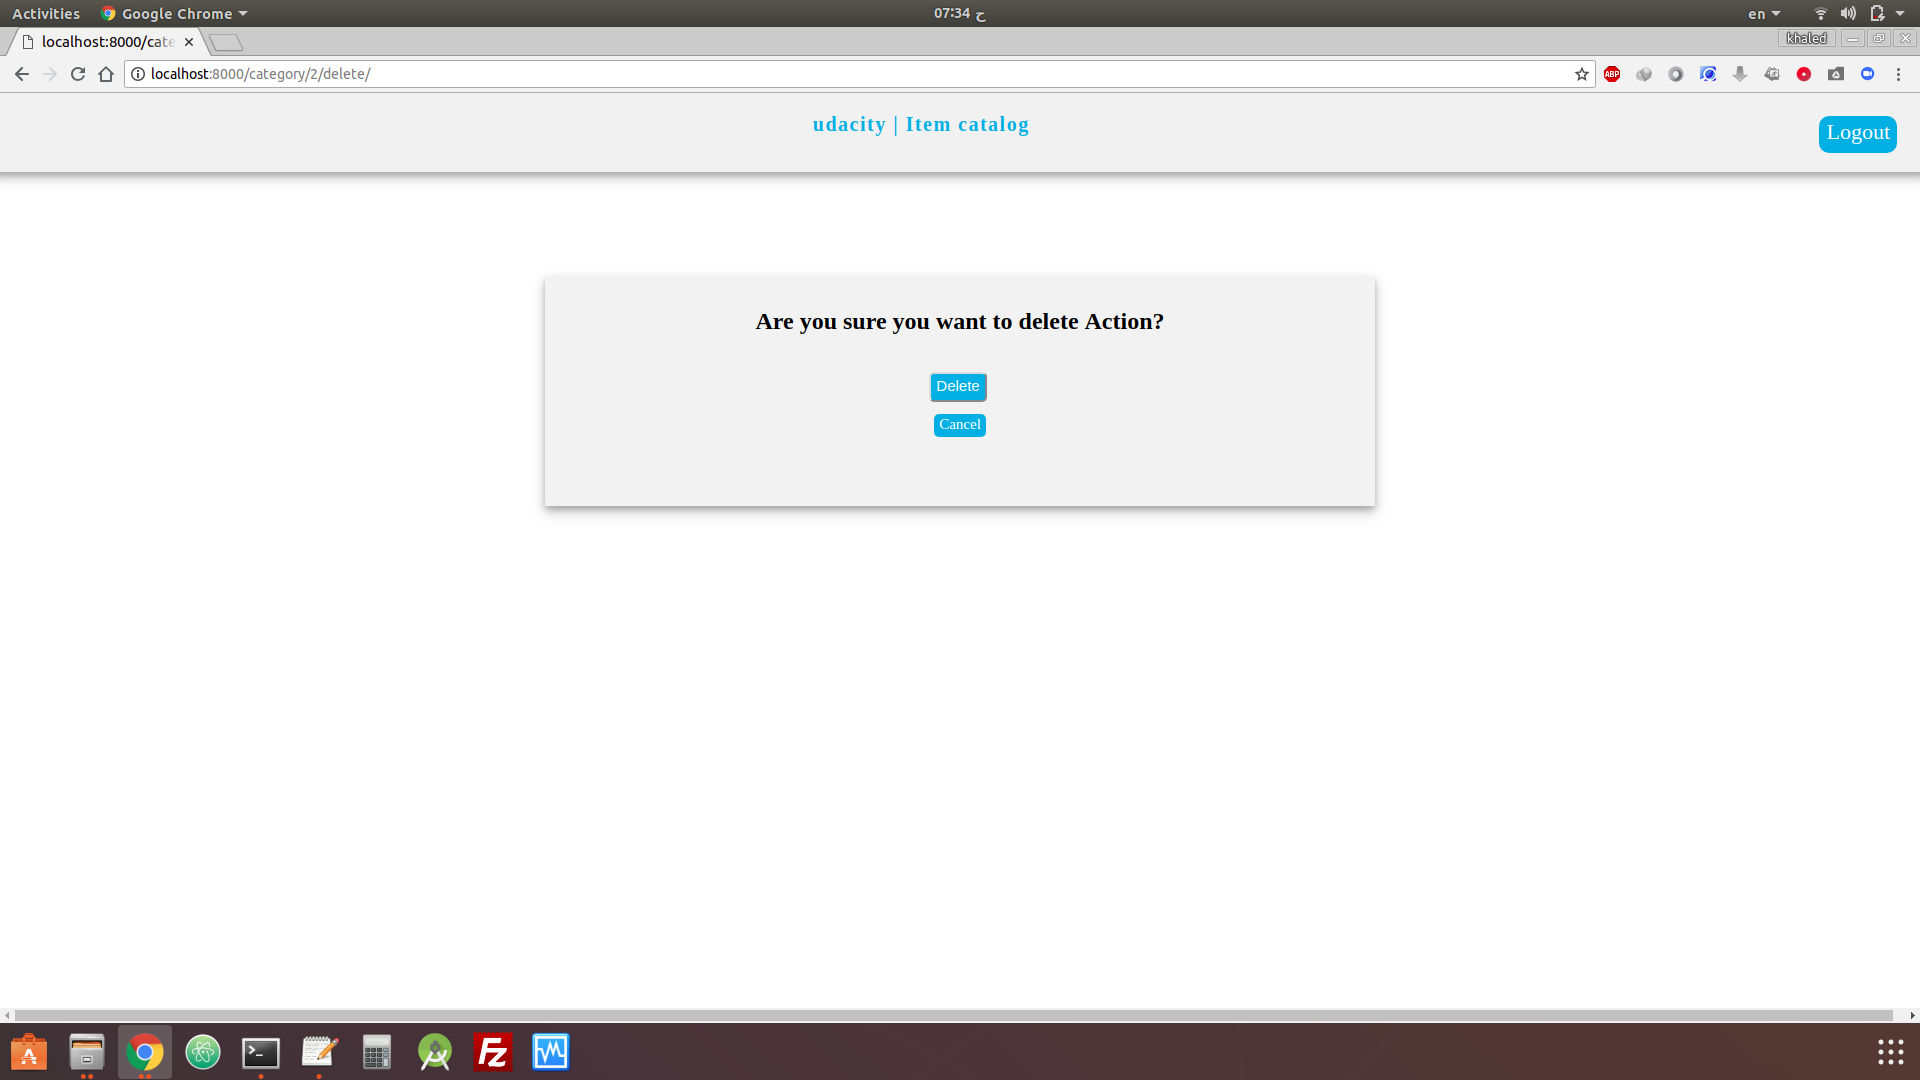 Activities Google Chrome 07:34 ح en
localhost:8000/cate khaled
localhost:8000/category/2/delete/ ABP
udacity | Item catalog
Logout
Are you sure you want to delete Action?
Delete
Cancel